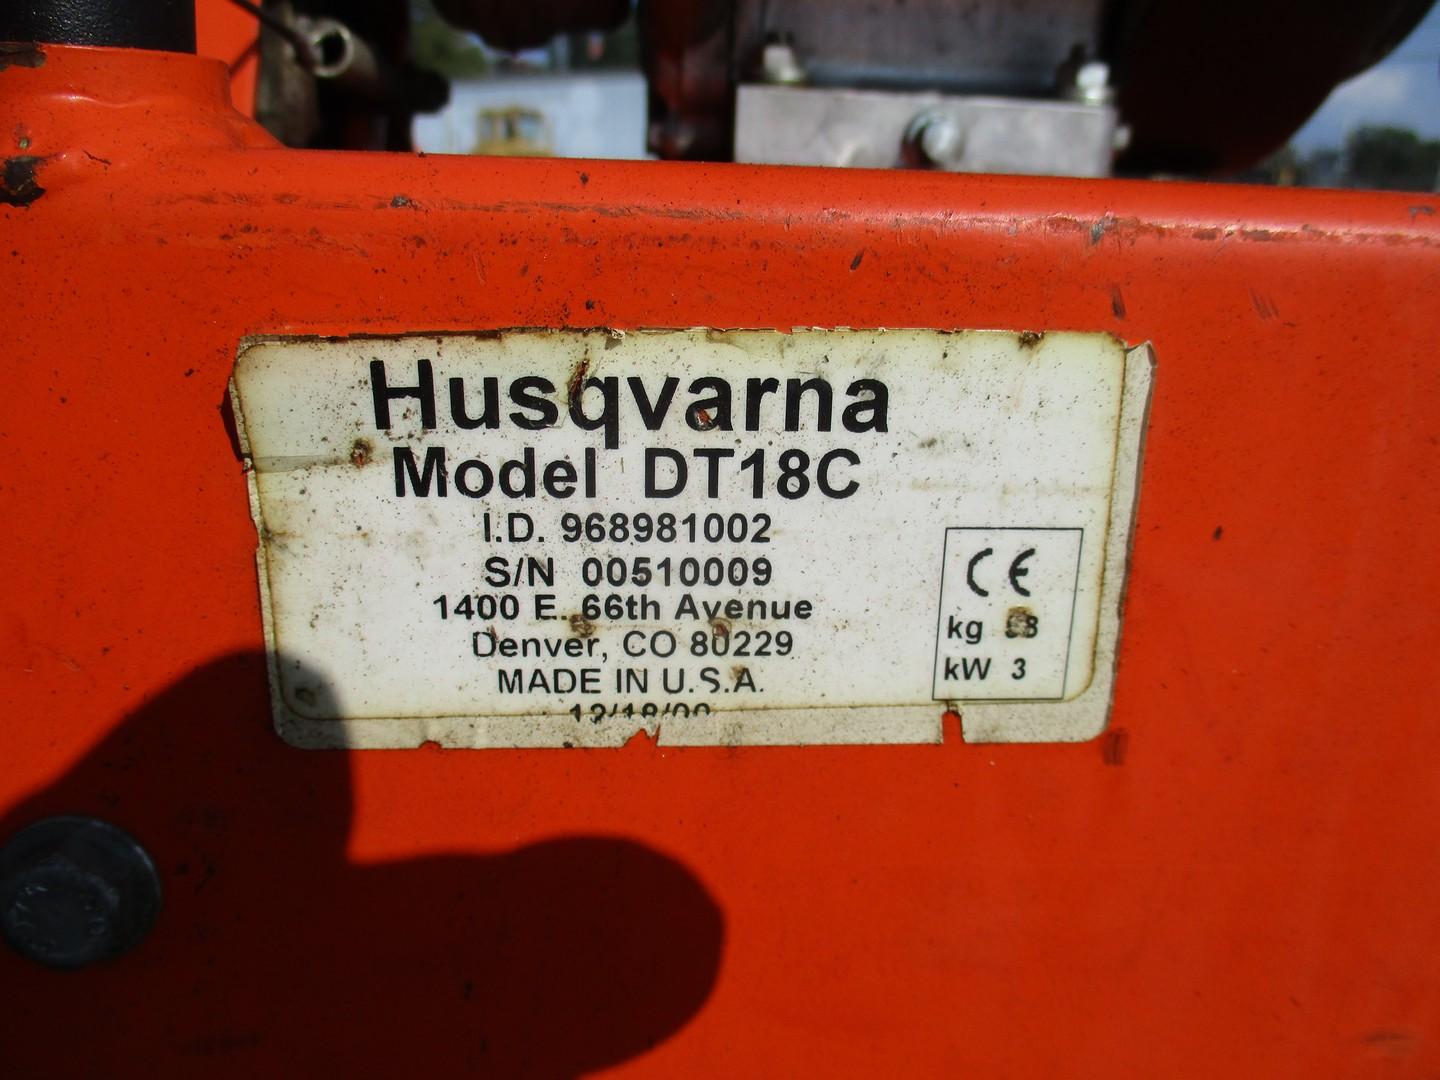 Husqvarna
Model DT18C
I.D. 968981002
S/N 00510009
1400 E. 66th Avenue
Denver, CO 80229
MADE IN U.S.A.
CE
kg
kW 3